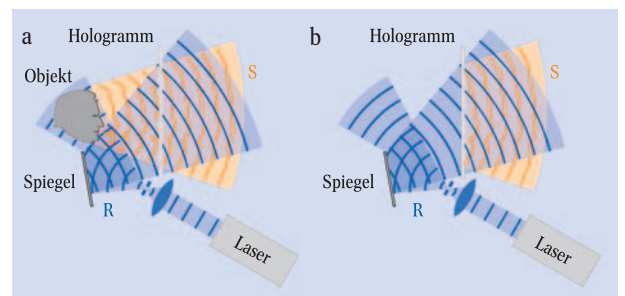 a
Hologramm
Objekt
S
Spiegel
R
Laser
b
Hologramm
S
Spiegel
R
Laser